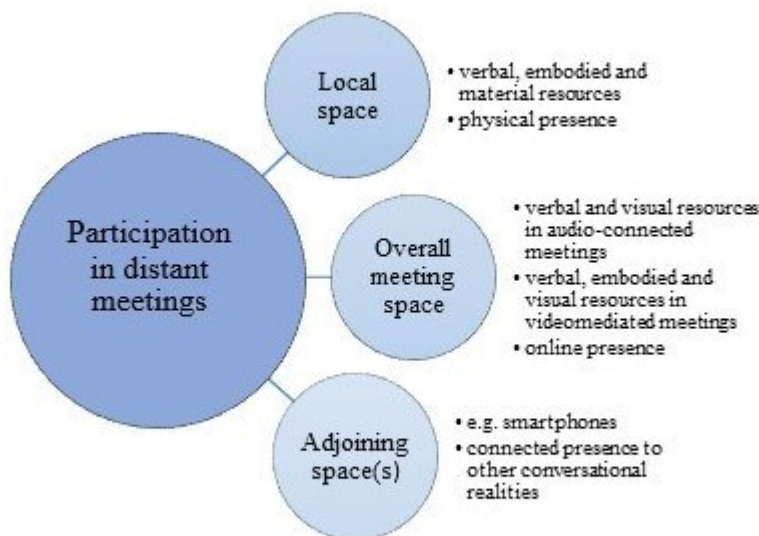 Participation
in distant
meetings
Local
space
• verbal, embodied and
material resources
• physical presence
Overall
meeting
space
• verbal and visual resources
in audio-connected
meetings
• verbal, embodied and
visual resources in
videomediated meetings
• online presence
Adjoining
space(s)
• e.g. smartphones
• connected presence to
other conversational
realities